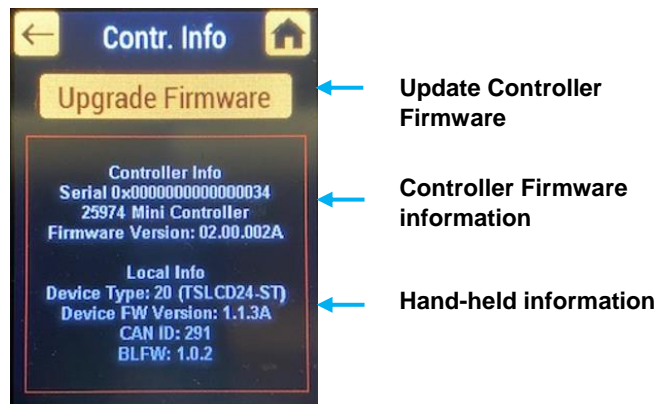 Contr. Info
Upgrade Firmware
Controller Info
Serial 0x0000000000000034
25974 Mini Controller
Firmware Version: 02.00.002A
Local Info
Device Type: 20 (TSLCD24-ST)
Device FW Version: 1.1.3A
CAN ID: 291
BLFW: 1.0.2
Update Controller
Firmware
Controller Firmware
information
Hand-held information